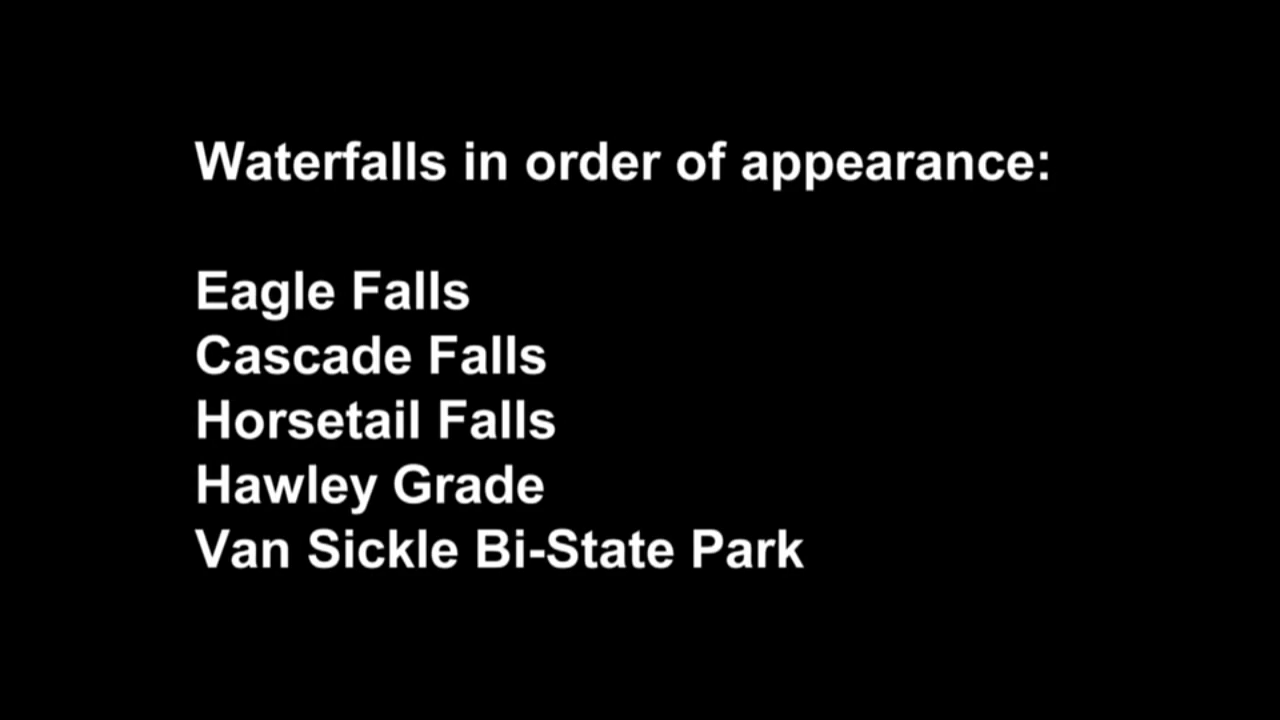 Waterfalls in order of appearance:
Eagle Falls
Cascade Falls
Horsetail Falls
Hawley Grade
Van Sickle Bi-State Park